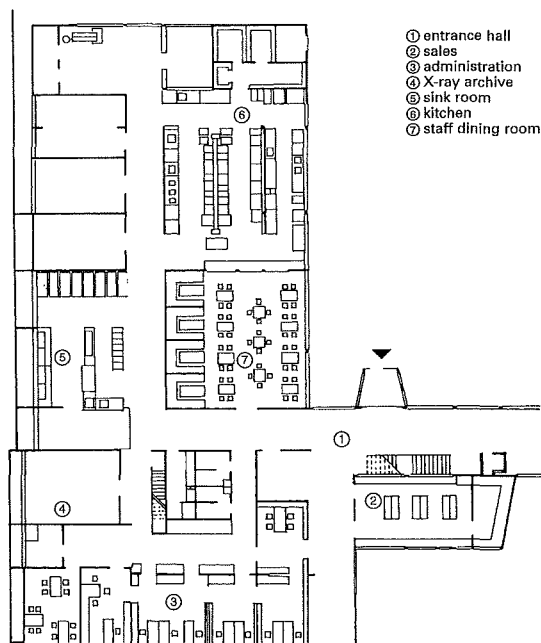 ① entrance hall
② sales
③ administration
④ X-ray archive
⑤ sink room
⑥ kitchen
⑦ staff dining room
⑥
⑦
⑤
①
②
④
③